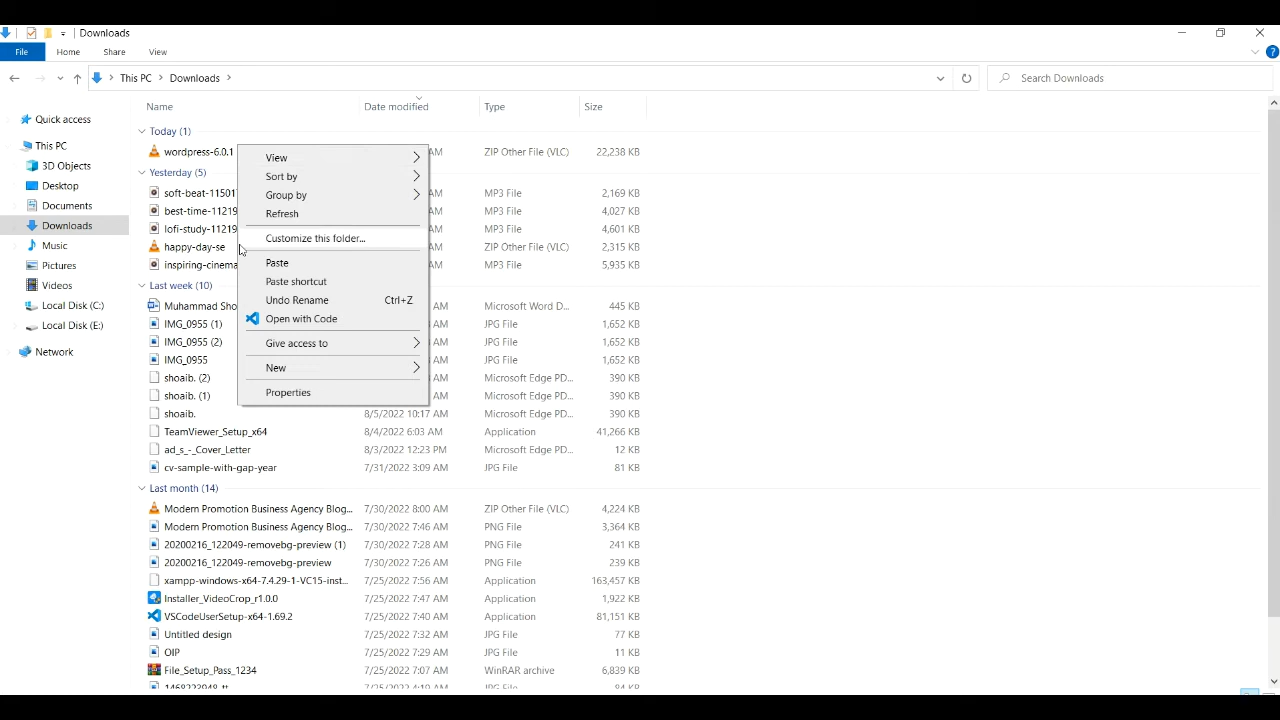 Downloads
File Home Share View
This PC Downloads Search Downloads
Name Date modified Type Size
Quick access
This PC
3D Objects
Desktop
Documents
Downloads
Music
Pictures
Videos
Local Disk (C:)
Local Disk (E:)
Network
Today (1)
wordpress-6.0.1 AM ZIP Other File (VLC) 22,238 KB
Yesterday (5)
soft-beat-11501 AM MP3 File 2,169 KB
best-time-11219 AM MP3 File 4,027 KB
lofi-study-11219 AM MP3 File 4,601 KB
happy-day-se AM ZIP Other File (VLC) 2,315 KB
inspiring-cinema AM MP3 File 5,935 KB
Last week (10)
Muhammad Sho Microsoft Word D... 445 KB
IMG_0955 (1) JPG File 1,652 KB
IMG_0955 (2) JPG File 1,652 KB
IMG_0955 JPG File 1,652 KB
shoaib. (2) Microsoft Edge PD... 390 KB
shoaib. (1) Microsoft Edge PD... 390 KB
shoaib. 8/5/2022 10:17 AM Microsoft Edge PD... 390 KB
TeamViewer_Setup_x64 8/4/2022 6:03 AM Application 41,266 KB
ad_s_-_Cover_Letter 8/3/2022 12:23 PM Microsoft Edge PD... 12 KB
cv-sample-with-gap-year 7/31/2022 3:09 AM JPG File 81 KB
Last month (14)
Modern Promotion Business Agency Blog... 7/30/2022 8:00 AM ZIP Other File (VLC) 4,224 KB
Modern Promotion Business Agency Blog... 7/30/2022 7:46 AM PNG File 3,364 KB
20200216_122049-removebg-preview (1) 7/30/2022 7:28 AM PNG File 241 KB
20200216_122049-removebg-preview 7/30/2022 7:26 AM PNG File 239 KB
xampp-windows-x64-7.4.29-1-VC15-inst... 7/25/2022 7:56 AM Application 163,457 KB
Installer_VideoCrop_r1.0.0 7/25/2022 7:47 AM Application 1,922 KB
VSCodeUserSetup-x64-1.69.2 7/25/2022 7:40 AM Application 81,151 KB
Untitled design 7/25/2022 7:32 AM JPG File 77 KB
OIP 7/25/2022 7:29 AM JPG File 11 KB
File_Setup_Pass_1234 7/25/2022 7:07 AM WinRAR archive 6,839 KB
View
Sort by
Group by
Refresh
Customize this folder...
Paste
Paste shortcut
Undo Rename Ctrl+Z
Open with Code
Give access to
New
Properties